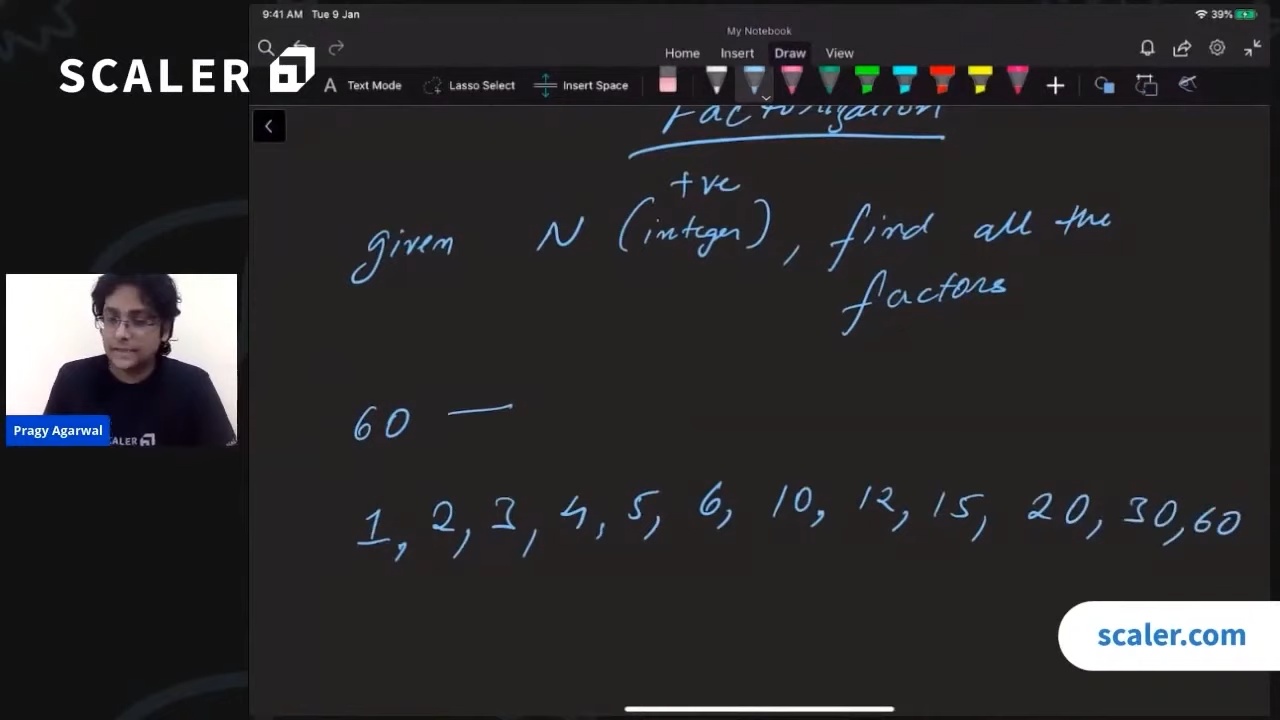 9:41 AM Tue 9 Jan
39%
My Notebook
Home Insert Draw View
SCALER
Text Mode Lasso Select Insert Space
Factorization
+ve
given N (integer), find all the
factors
60 —
Pragy Agarwal
ALER
1, 2, 3, 4, 5, 6, 10, 12, 15, 20, 30, 60
scaler.com